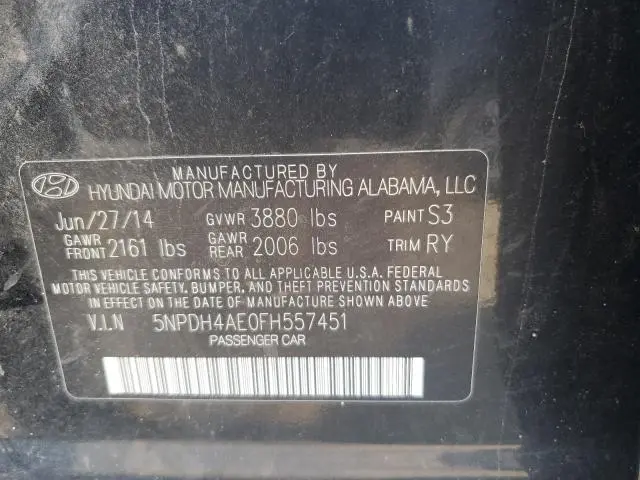 MANUFACTURED BY
HYUNDAI MOTOR MANUFACTURING ALABAMA, LLC
Jun/27/14 GVWR 3880 lbs PAINT S3
GAWR FRONT 2161 lbs GAWR REAR 2006 lbs TRIM RY
THIS VEHICLE CONFORMS TO ALL APPLICABLE U.S.A. FEDERAL
MOTOR VEHICLE SAFETY, BUMPER, AND THEFT PREVENTION STANDARDS
IN EFFECT ON THE DATE OF MANUFACTURE SHOWN ABOVE
V.I.N 5NPDH4AE0FH557451
PASSENGER CAR